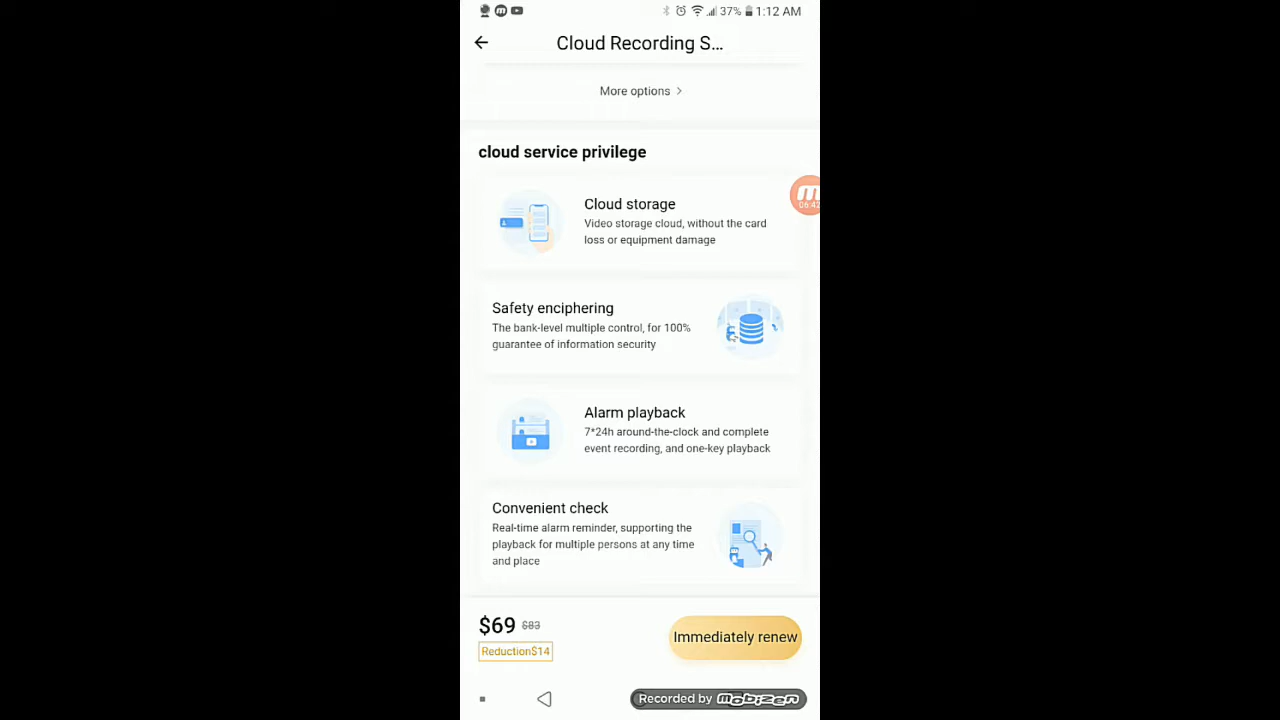 37% 1:12 AM
Cloud Recording S...
More options
cloud service privilege
Cloud storage
Video storage cloud, without the card
loss or equipment damage
06:42
Safety enciphering
The bank-level multiple control, for 100%
guarantee of information security
Alarm playback
7*24h around-the-clock and complete
event recording, and one-key playback
Convenient check
Real-time alarm reminder, supporting the
playback for multiple persons at any time
and place
$69 $83
Reduction$14
Immediately renew
Recorded by mobizen